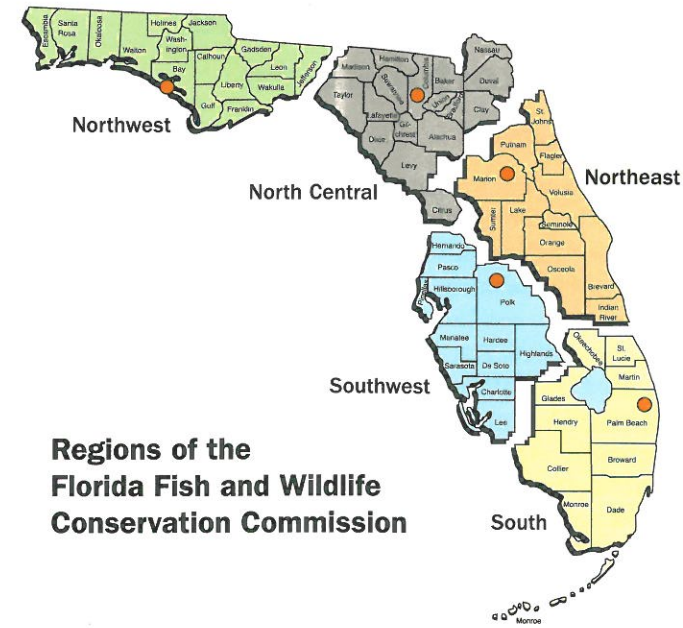 Escambia
Santa
Rosa
Okaloosa
Walton
Holmes
Jackson
Wash-
ington
Bay
Calhoun
Gulf
Liberty
Gadsden
Leon
Wakulla
Franklin
Jefferson
Northwest
Madison
Hamilton
Suwannee
Columbia
Baker
Nassau
Duval
Taylor
Lafayette
Union
Bradford
Clay
Dixie
Gil-
christ
Alachua
Levy
Citrus
North Central
St.
Johns
Putnam
Flagler
Marion
Volusia
Sumter
Lake
Seminole
Orange
Osceola
Brevard
Indian
River
Northeast
Hernando
Pasco
Pinellas
Hillsborough
Polk
Manatee
Hardee
Highlands
Sarasota
De Soto
Charlotte
Lee
Southwest
Okeechobee
St.
Lucie
Martin
Glades
Palm Beach
Hendry
Broward
Collier
Monroe
Dade
South
Monroe
Regions of the
Florida Fish and Wildlife
Conservation Commission